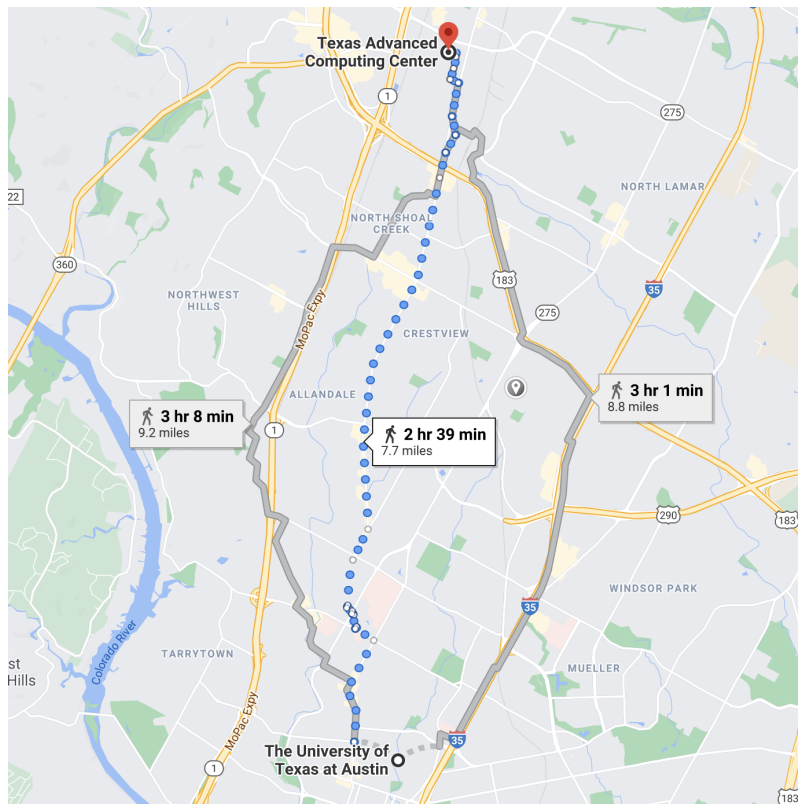 Texas Advanced
Computing Center
1
275
22
NORTH LAMAR
NORTH SHOAL
CREEK
360
183
35
NORTHWEST
HILLS
275
MoPac Expy
CRESTVIEW
ALLANDALE
3 hr 8 min
9.2 miles
3 hr 1 min
8.8 miles
1
2 hr 39 min
7.7 miles
290
183
WINDSOR PARK
35
Colorado River
TARRYTOWN
st
Hills
MUELLER
MoPac Expy
35
The University of
Texas at Austin
1
183